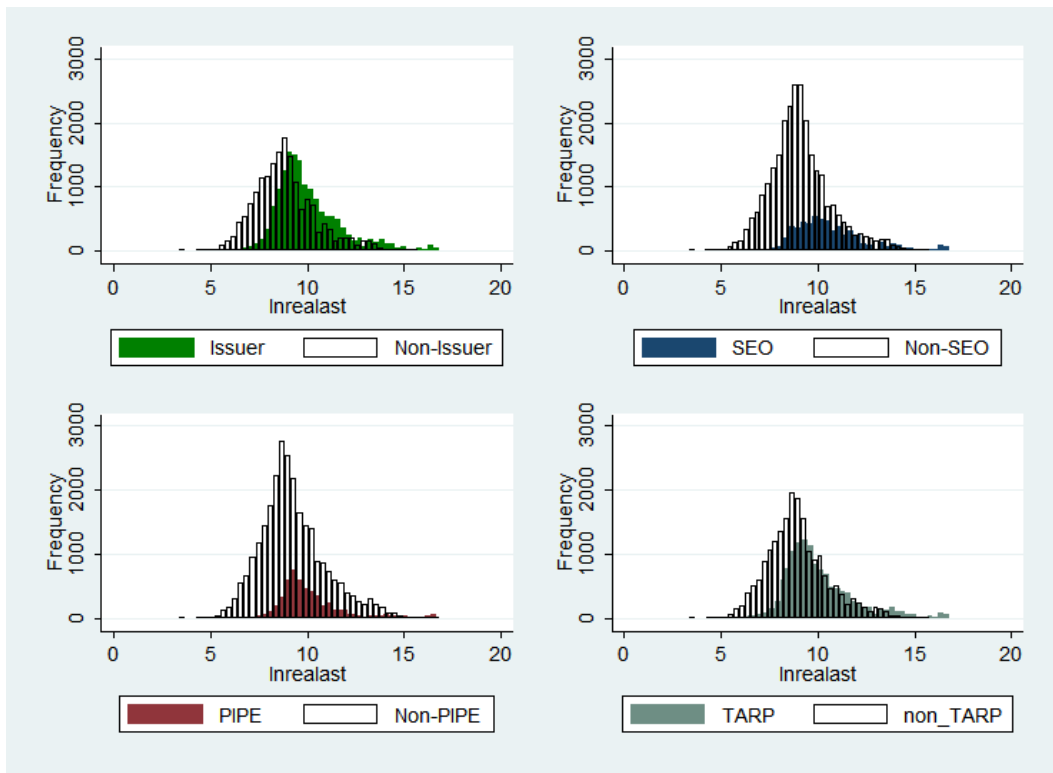 Frequency
3000
2000
1000
0
0 5 10 15 20
lnrealast
Issuer Non-Issuer
Frequency
3000
2000
1000
0
0 5 10 15 20
lnrealast
SEO Non-SEO
Frequency
3000
2000
1000
0
0 5 10 15 20
lnrealast
PIPE Non-PIPE
Frequency
3000
2000
1000
0
0 5 10 15 20
lnrealast
TARP non_TARP